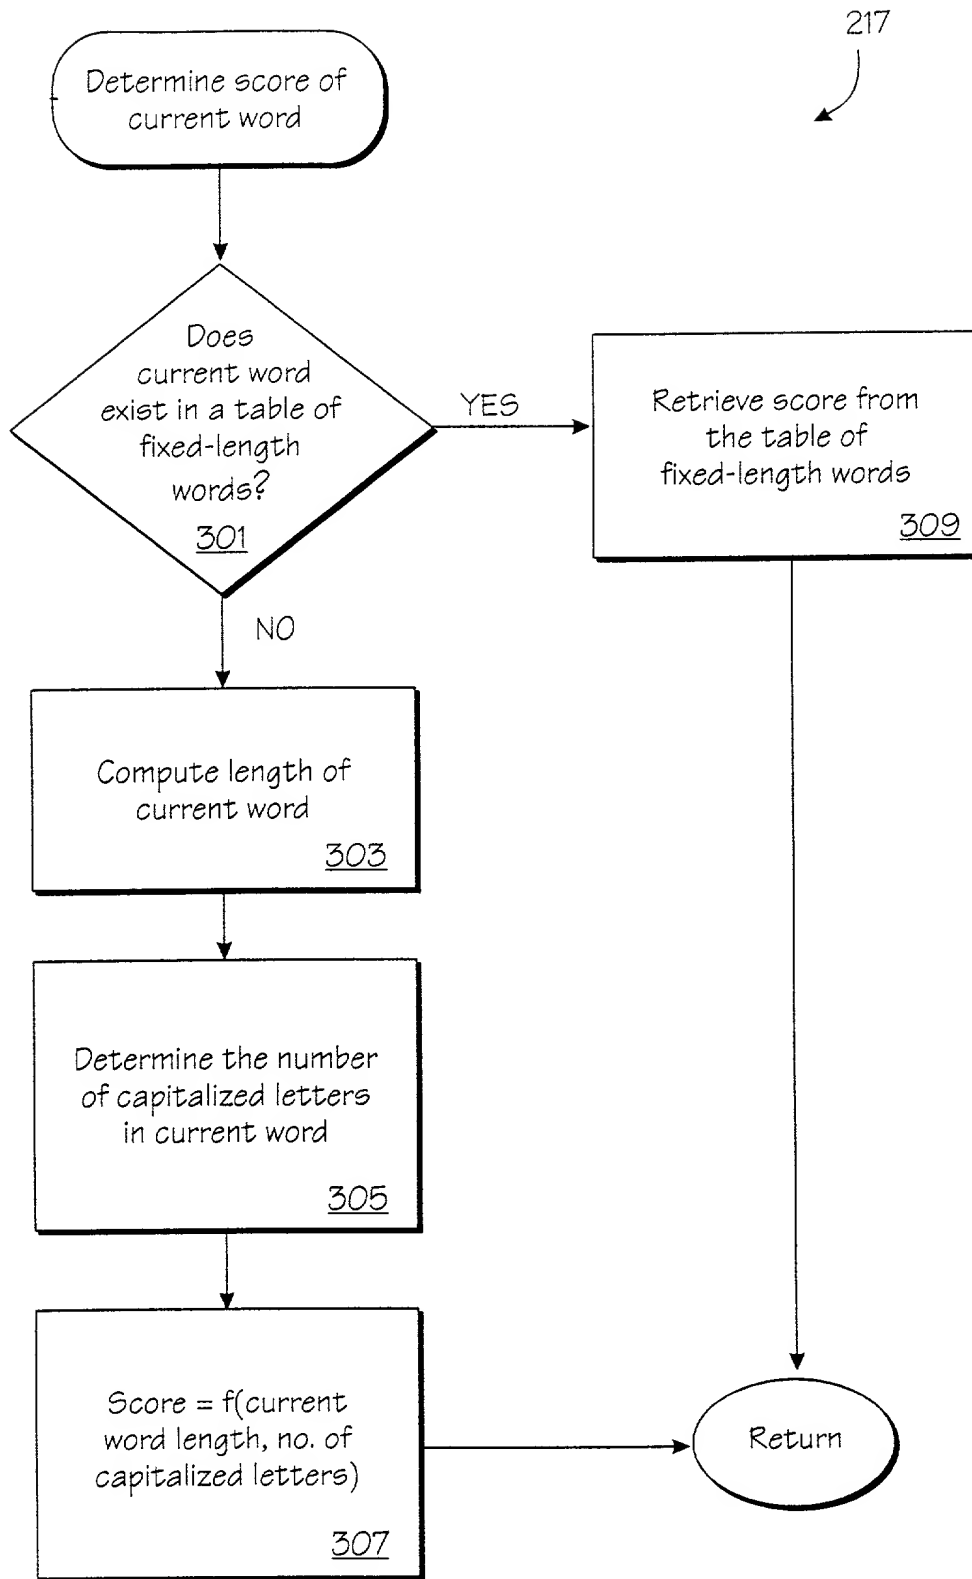 217
Determine score of
current word
Does
current word
exist in a table of
fixed-length
words?
301
YES
Retrieve score from
the table of
fixed-length words
309
NO
Compute length of
current word
303
Determine the number
of capitalized letters
in current word
305
Score = f(current
word length, no. of
capitalized letters)
307
Return